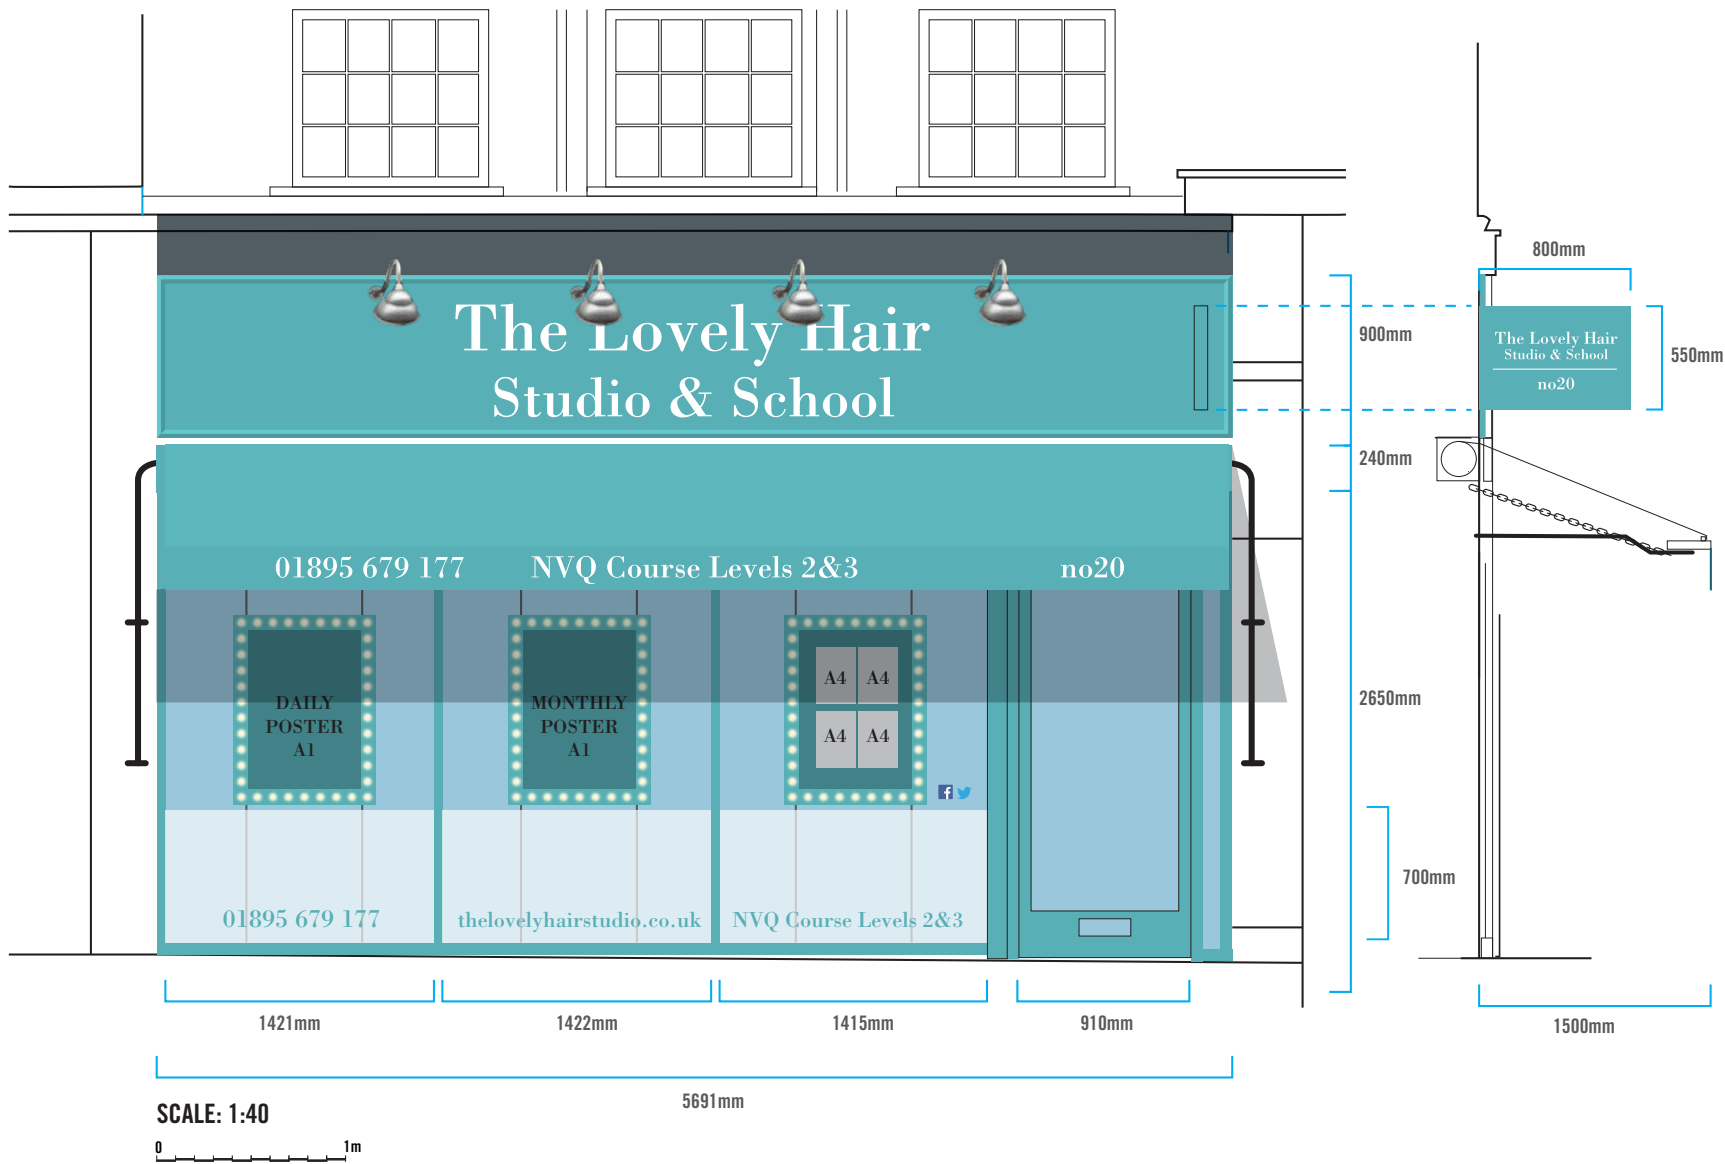 800mm
The Lovely Hair
Studio & School
900mm
The Lovely Hair
Studio & School
no20
550mm
240mm
01895 679 177 NVQ Course Levels 2&3 no20
DAILY
POSTER
A1
MONTHLY
POSTER
A1
A4 A4
A4 A4
2650mm
f
700mm
01895 679 177 thelovelyhairstudio.co.uk NVQ Course Levels 2&3
1421mm 1422mm 1415mm 910mm 1500mm
5691mm
SCALE: 1:40
0 1m